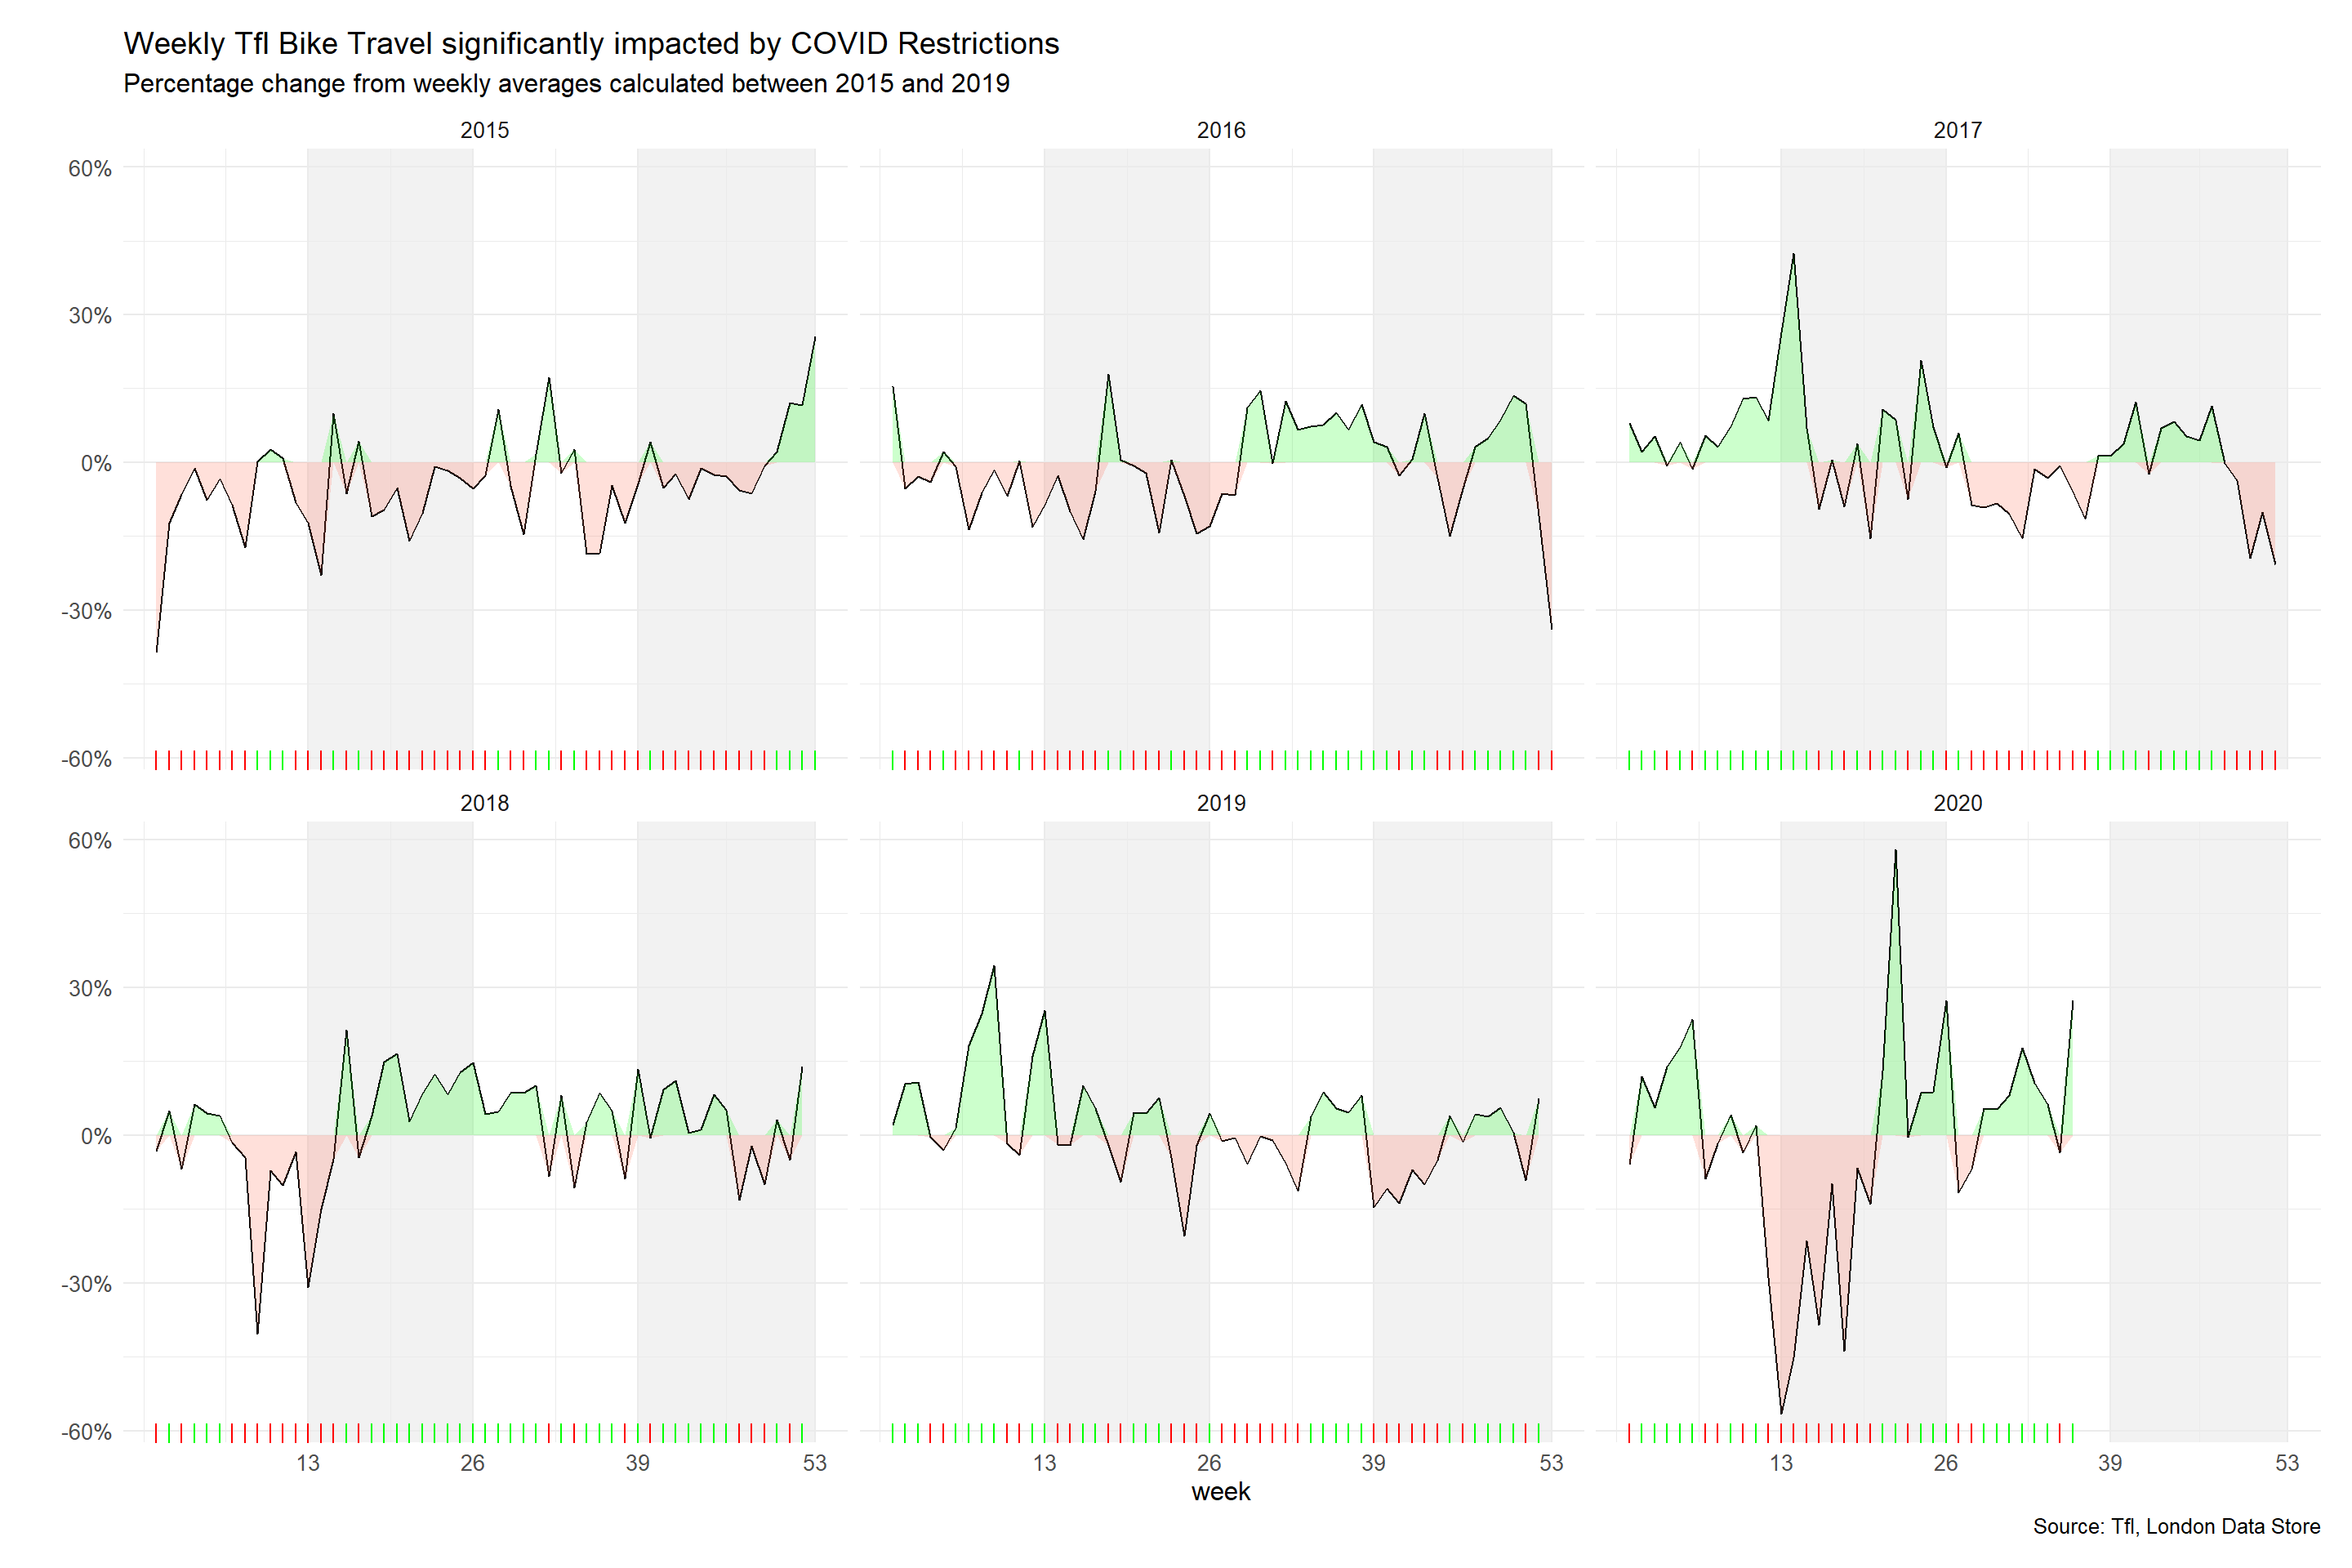 Weekly Tfl Bike Travel significantly impacted by COVID Restrictions
Percentage change from weekly averages calculated between 2015 and 2019
2015 2016 2017
60%
30%
0%
-30%
-60%
2018 2019 2020
60%
30%
0%
-30%
-60%
13 26 39 53 13 26 39 53 13 26 39 53
week
Source: Tfl, London Data Store